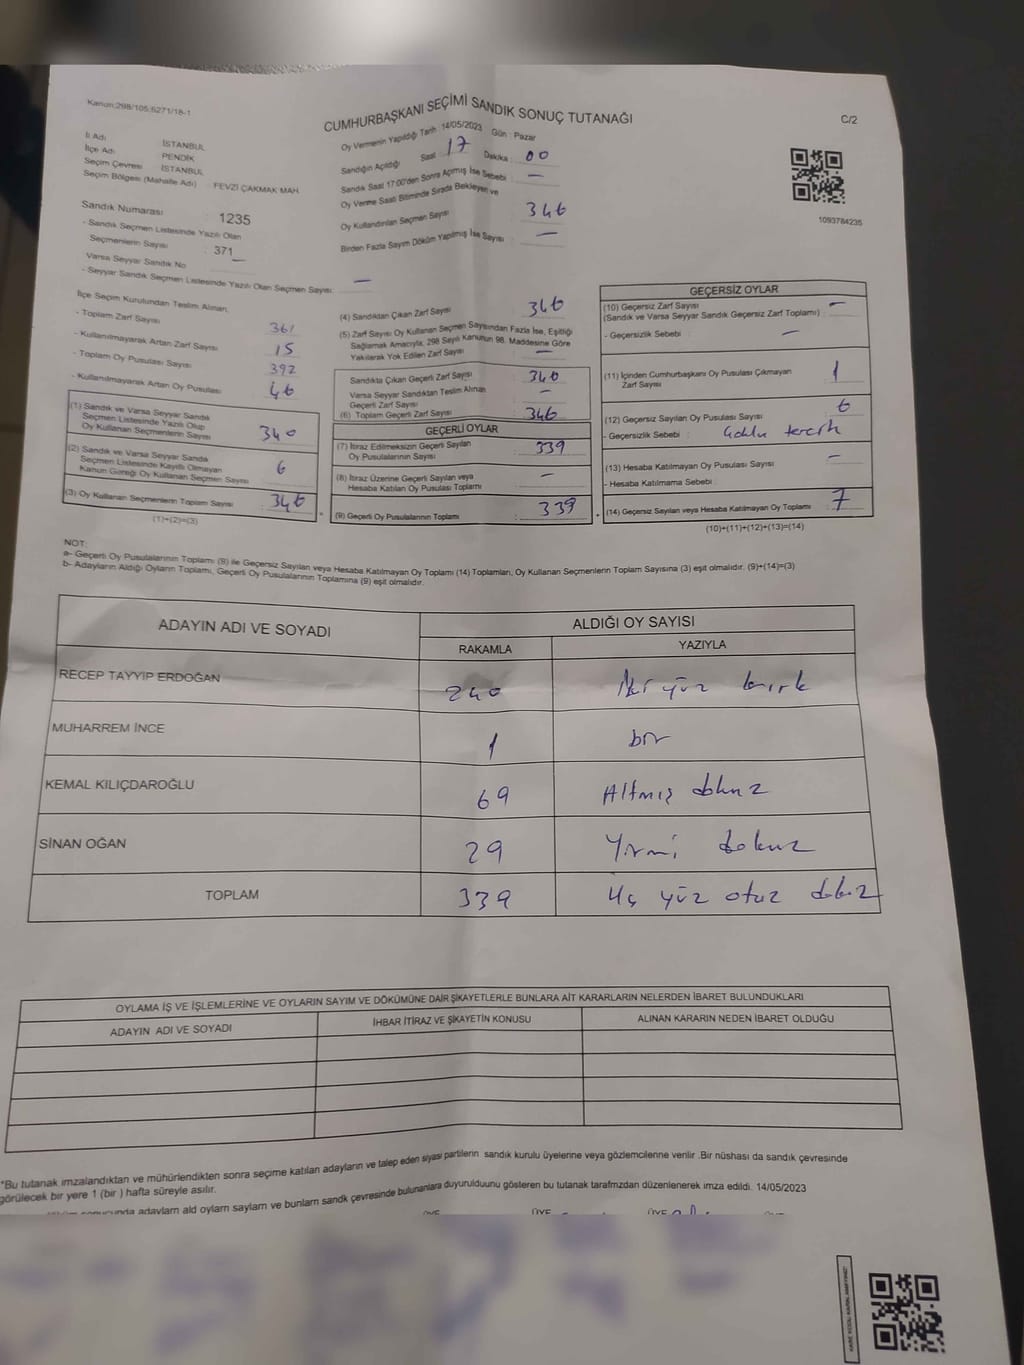 Kanun:298/105,6271/18-1
CUMHURBAŞKANI SEÇİMİ SANDIK SONUÇ TUTANAĞI
C/2
Oy Vermenin Yapıldığı Tarih : 14/05/2023 Gün : Pazar
İl Adı : İSTANBUL
İlçe Adı : PENDİK
Seçim Çevresi : İSTANBUL
Seçim Bölgesi (Mahalle Adı) : FEVZİ ÇAKMAK MAH.
Sandık Numarası : 1235
- Sandık Seçmen Listesinde Yazılı Olan
Seçmenlerin Sayısı : 371
Varsa Seyyar Sandık No : —
- Seyyar Sandık Seçmen Listesinde Yazılı Olan Seçmen Sayısı: —
Sandığın Açıldığı Saat : 17 Dakika : 00
Sandık Saat 17:00'den Sonra Açılmış İse Sebebi : —
Oy Verme Saati Bitiminde Sırada Bekleyen ve
Oy Kullandırılan Seçmen Sayısı : 346
Birden Fazla Sayım Döküm Yapılmış İse Sayısı : —
1093784235
İlçe Seçim Kurulundan Teslim Alınan,
- Toplam Zarf Sayısı : 361
- Kullanılmayarak Artan Zarf Sayısı : 15
- Toplam Oy Pusulası Sayısı : 392
- Kullanılmayarak Artan Oy Pusulası : 46
(1) Sandık ve Varsa Seyyar Sandık
Seçmen Listesinde Yazılı Olup
Oy Kullanan Seçmenlerin Sayısı : 340
(2) Sandık ve Varsa Seyyar Sandık
Seçmen Listesinde Kayıtlı Olmayan
Kanun Gereği Oy Kullanan Seçmen Sayısı : 6
(3) Oy Kullanan Seçmenlerin Toplam Sayısı : 346
(1)+(2)=(3)
(4) Sandıktan Çıkan Zarf Sayısı : 346
(5) Zarf Sayısı Oy Kullanan Seçmen Sayısından Fazla İse, Eşitliği
Sağlamak Amacıyla, 298 Sayılı Kanunun 98. Maddesine Göre
Yakılarak Yok Edilen Zarf Sayısı : —
Sandıkta Çıkan Geçerli Zarf Sayısı : 346
Varsa Seyyar Sandıktan Teslim Alınan
Geçerli Zarf Sayısı : —
(6) Toplam Geçerli Zarf Sayısı : 346
GEÇERLİ OYLAR
(7) İtiraz Edilmeksizin Geçerli Sayılan
Oy Pusulalarının Sayısı : 339
(8) İtiraz Üzerine Geçerli Sayılan veya
Hesaba Katılan Oy Pusulası Toplamı : —
(9) Geçerli Oy Pusulalarının Toplamı : 339
GEÇERSİZ OYLAR
(10) Geçersiz Zarf Sayısı : —
(Sandık ve Varsa Seyyar Sandık Geçersiz Zarf Toplamı)
- Geçersizlik Sebebi : —
(11) İçinden Cumhurbaşkanı Oy Pusulası Çıkmayan
Zarf Sayısı : 1
(12) Geçersiz Sayılan Oy Pusulası Sayısı : 6
- Geçersizlik Sebebi : tercih
(13) Hesaba Katılmayan Oy Pusulası Sayısı : —
- Hesaba Katılmama Sebebi :
(14) Geçersiz Sayılan veya Hesaba Katılmayan Oy Toplamı : 7
(10)+(11)+(12)+(13)=(14)
NOT:
a- Geçerli Oy Pusulalarının Toplamı (9) ile Geçersiz Sayılan veya Hesaba Katılmayan Oy Toplamı (14) Toplamları, Oy Kullanan Seçmenlerin Toplam Sayısına (3) eşit olmalıdır. (9)+(14)=(3)
b- Adayların Aldığı Oyların Toplamı, Geçerli Oy Pusulalarının Toplamına (9) eşit olmalıdır.
ADAYIN ADI VE SOYADI ALDIĞI OY SAYISI
RAKAMLA YAZIYLA
RECEP TAYYIP ERDOĞAN 240 İki yüz kırk
MUHARREM İNCE 1 bir
KEMAL KILIÇDAROĞLU 69 Altmış dokuz
SİNAN OĞAN 29 Yirmi dokuz
TOPLAM 339 Üç yüz otuz dokuz
OYLAMA İŞ VE İŞLEMLERİNE VE OYLARIN SAYIM VE DÖKÜMÜNE DAİR ŞİKAYETLERLE BUNLARA AİT KARARLARIN NELERDEN İBARET BULUNDUKLARI
ADAYIN ADI VE SOYADI İHBAR İTİRAZ VE ŞİKAYETİN KONUSU ALINAN KARARIN NEDEN İBARET OLDUĞU
*Bu tutanak imzalandıktan ve mühürlendikten sonra seçime katılan adayların ve talep eden siyasi partilerin sandık kurulu üyelerine veya gözlemcilerine verilir .Bir nüshası da sandık çevresinde
görülecek bir yere 1 (bir ) hafta süreyle asılır.
sonucunda adaylarn ald oylarn saylarn ve bunlarn sandk çevresinde bulunanlara duyurulduunu gösteren bu tutanak tarafmzdan düzenlenerek imza edildi. 14/05/2023
ÜYE ÜYE ÜYE